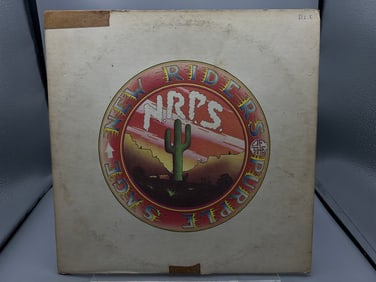 NEW RIDERS
OF THE
PURPLE
SAGE
N.R.P.S.